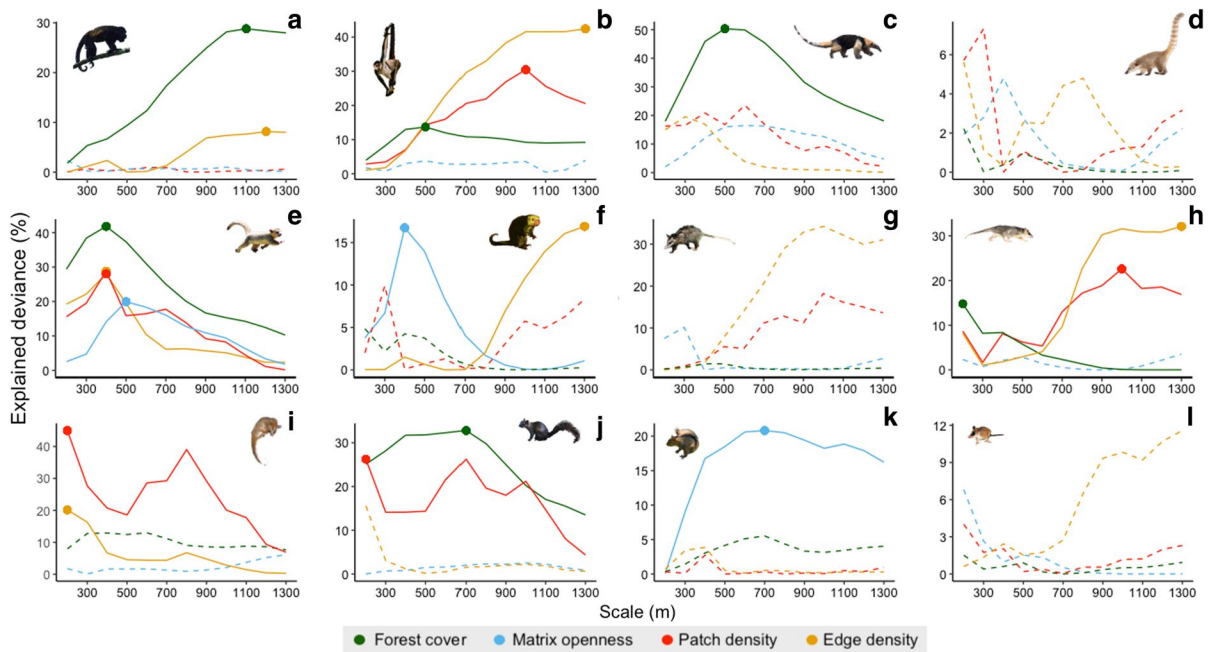 a b c d
30 20 10 0
300 500 700 900 1100 1300
40 30 20 10 0
300 500 700 900 1100 1300
50 40 30 20 10 0
300 500 700 900 1100 1300
6 4 2 0
300 500 700 900 1100 1300
e f g h
40 30 20 10 0
300 500 700 900 1100 1300
15 10 5 0
300 500 700 900 1100 1300
30 20 10 0
300 500 700 900 1100 1300
30 20 10 0
300 500 700 900 1100 1300
i j k l
40 30 20 10 0
300 500 700 900 1100 1300
30 20 10 0
300 500 700 900 1100 1300
20 15 10 5 0
300 500 700 900 1100 1300
12 9 6 3 0
300 500 700 900 1100 1300
Explained deviance (%)
Scale (m)
Forest cover Matrix openness Patch density Edge density